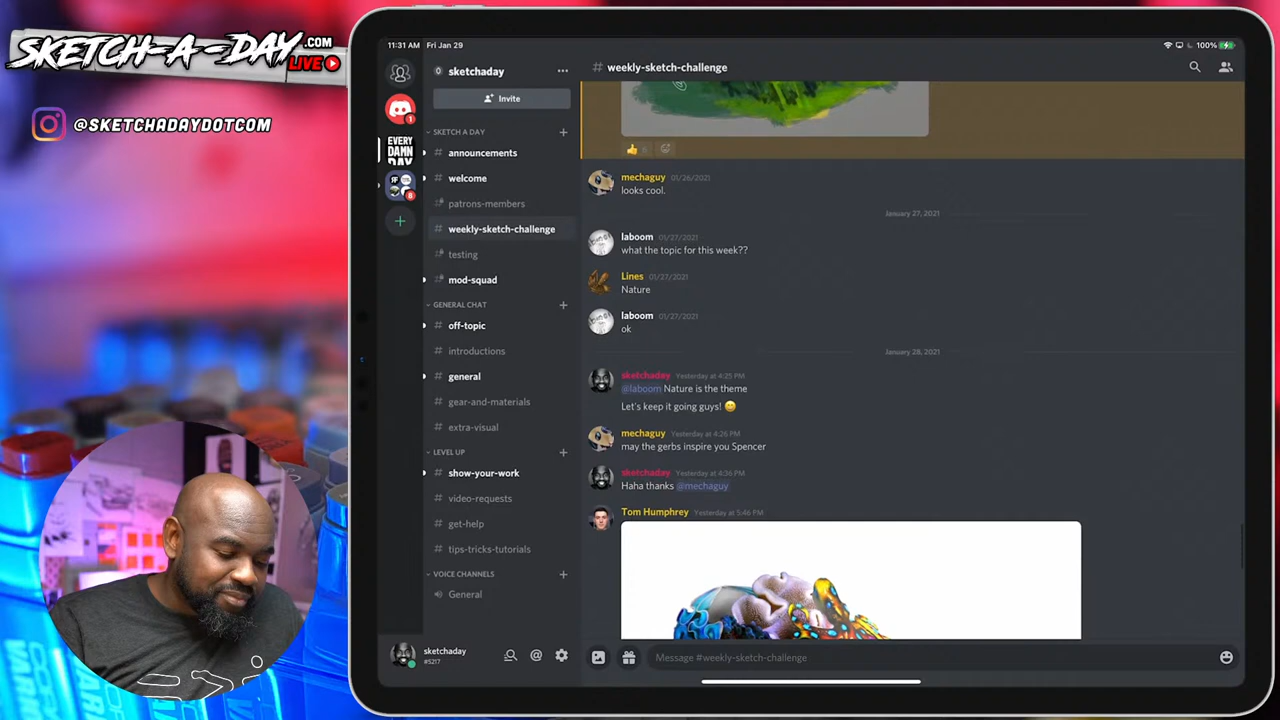 SKETCH-A-DAY.COM
LIVE
@SKETCHADAYDOTCOM
11:31 AM Fri Jan 29
100%
sketchaday
Invite
SKETCH A DAY
announcements
welcome
patrons-members
weekly-sketch-challenge
testing
mod-squad
GENERAL CHAT
off-topic
introductions
general
gear-and-materials
extra-visual
LEVEL UP
show-your-work
video-requests
get-help
tips-tricks-tutorials
VOICE CHANNELS
General
sketchaday
#5217
1
EVERY
DAMN
DAY
6
# weekly-sketch-challenge
mechaguy 01/26/2021
looks cool.
January 27, 2021
laboom 01/27/2021
what the topic for this week??
Lines 01/27/2021
Nature
laboom 01/27/2021
ok
January 28, 2021
sketchaday Yesterday at 4:25 PM
@laboom Nature is the theme
Let's keep it going guys!
mechaguy Yesterday at 4:26 PM
may the gerbs inspire you Spencer
sketchaday Yesterday at 4:36 PM
Haha thanks @mechaguy
Tom Humphrey Yesterday at 5:46 PM
Message #weekly-sketch-challenge